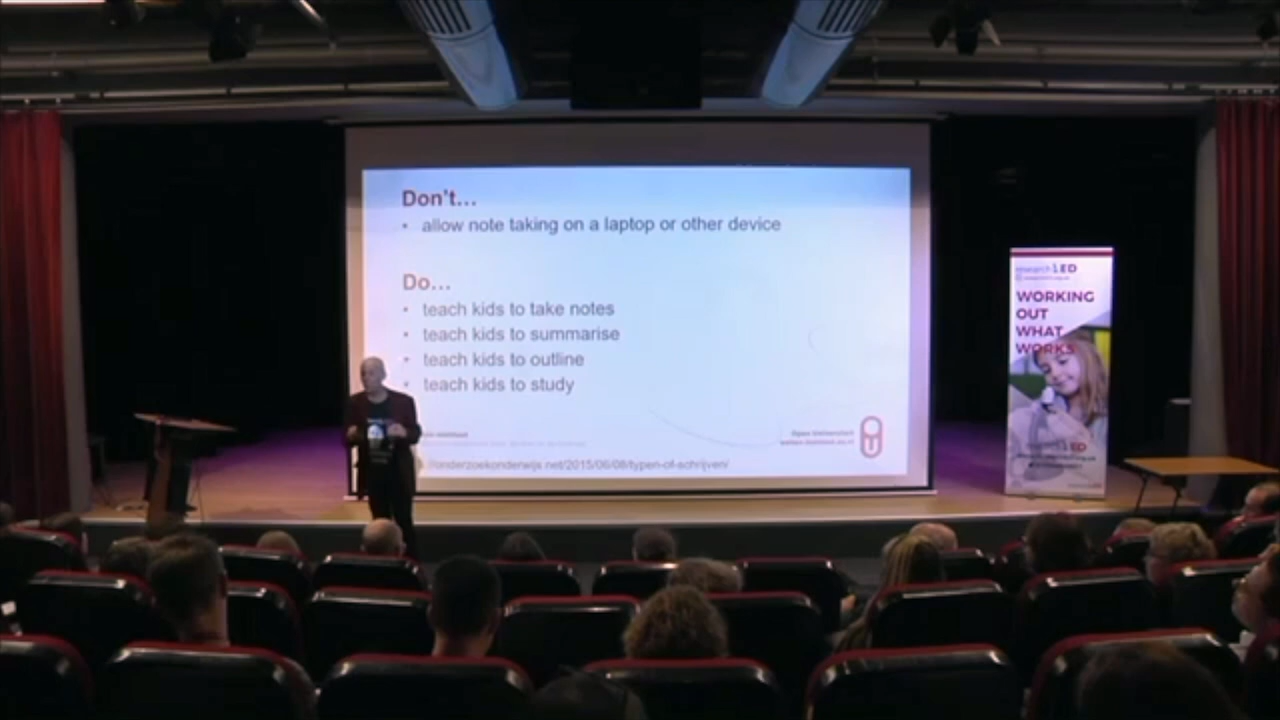 Don't...
• allow note taking on a laptop or other device
Do...
• teach kids to take notes
• teach kids to summarise
• teach kids to outline
• teach kids to study
Open Universiteit
//onderzoekonderwijs.net/2015/06/08/typen-of-schrijven/
researchED
WORKING
OUT
WHAT
WORKS